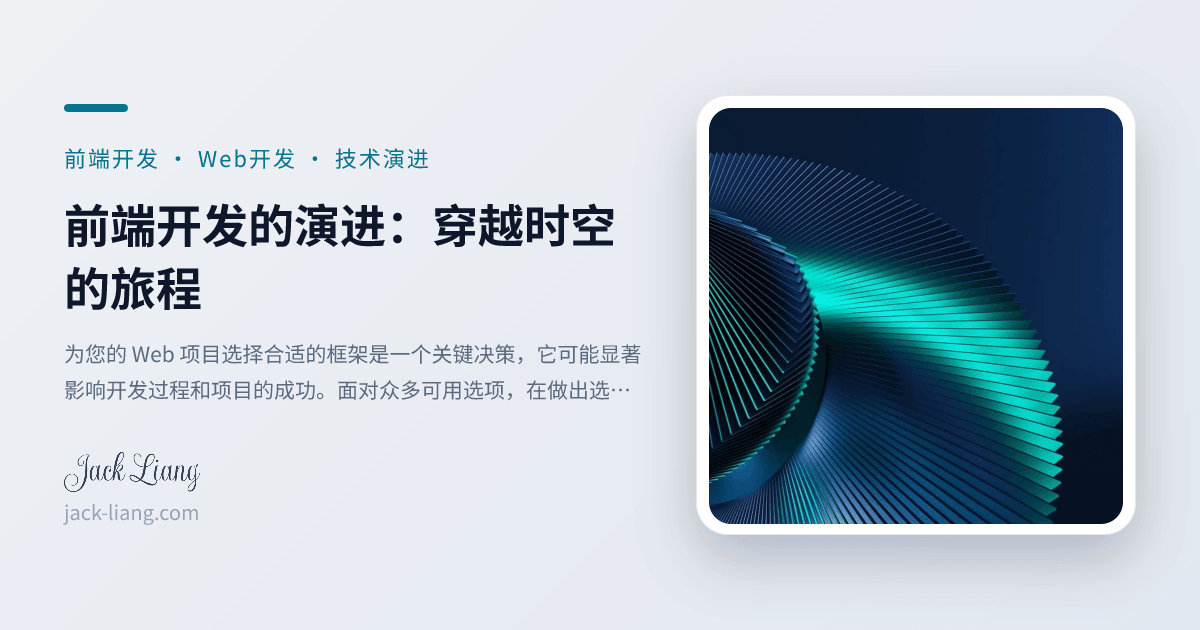 前端开发 · Web开发 · 技术演进
前端开发的演进：穿越时空
的旅程
为您的 Web 项目选择合适的框架是一个关键决策，它可能显著
影响开发过程和项目的成功。面对众多可用选项，在做出选…
Jack Liang
jack-liang.com